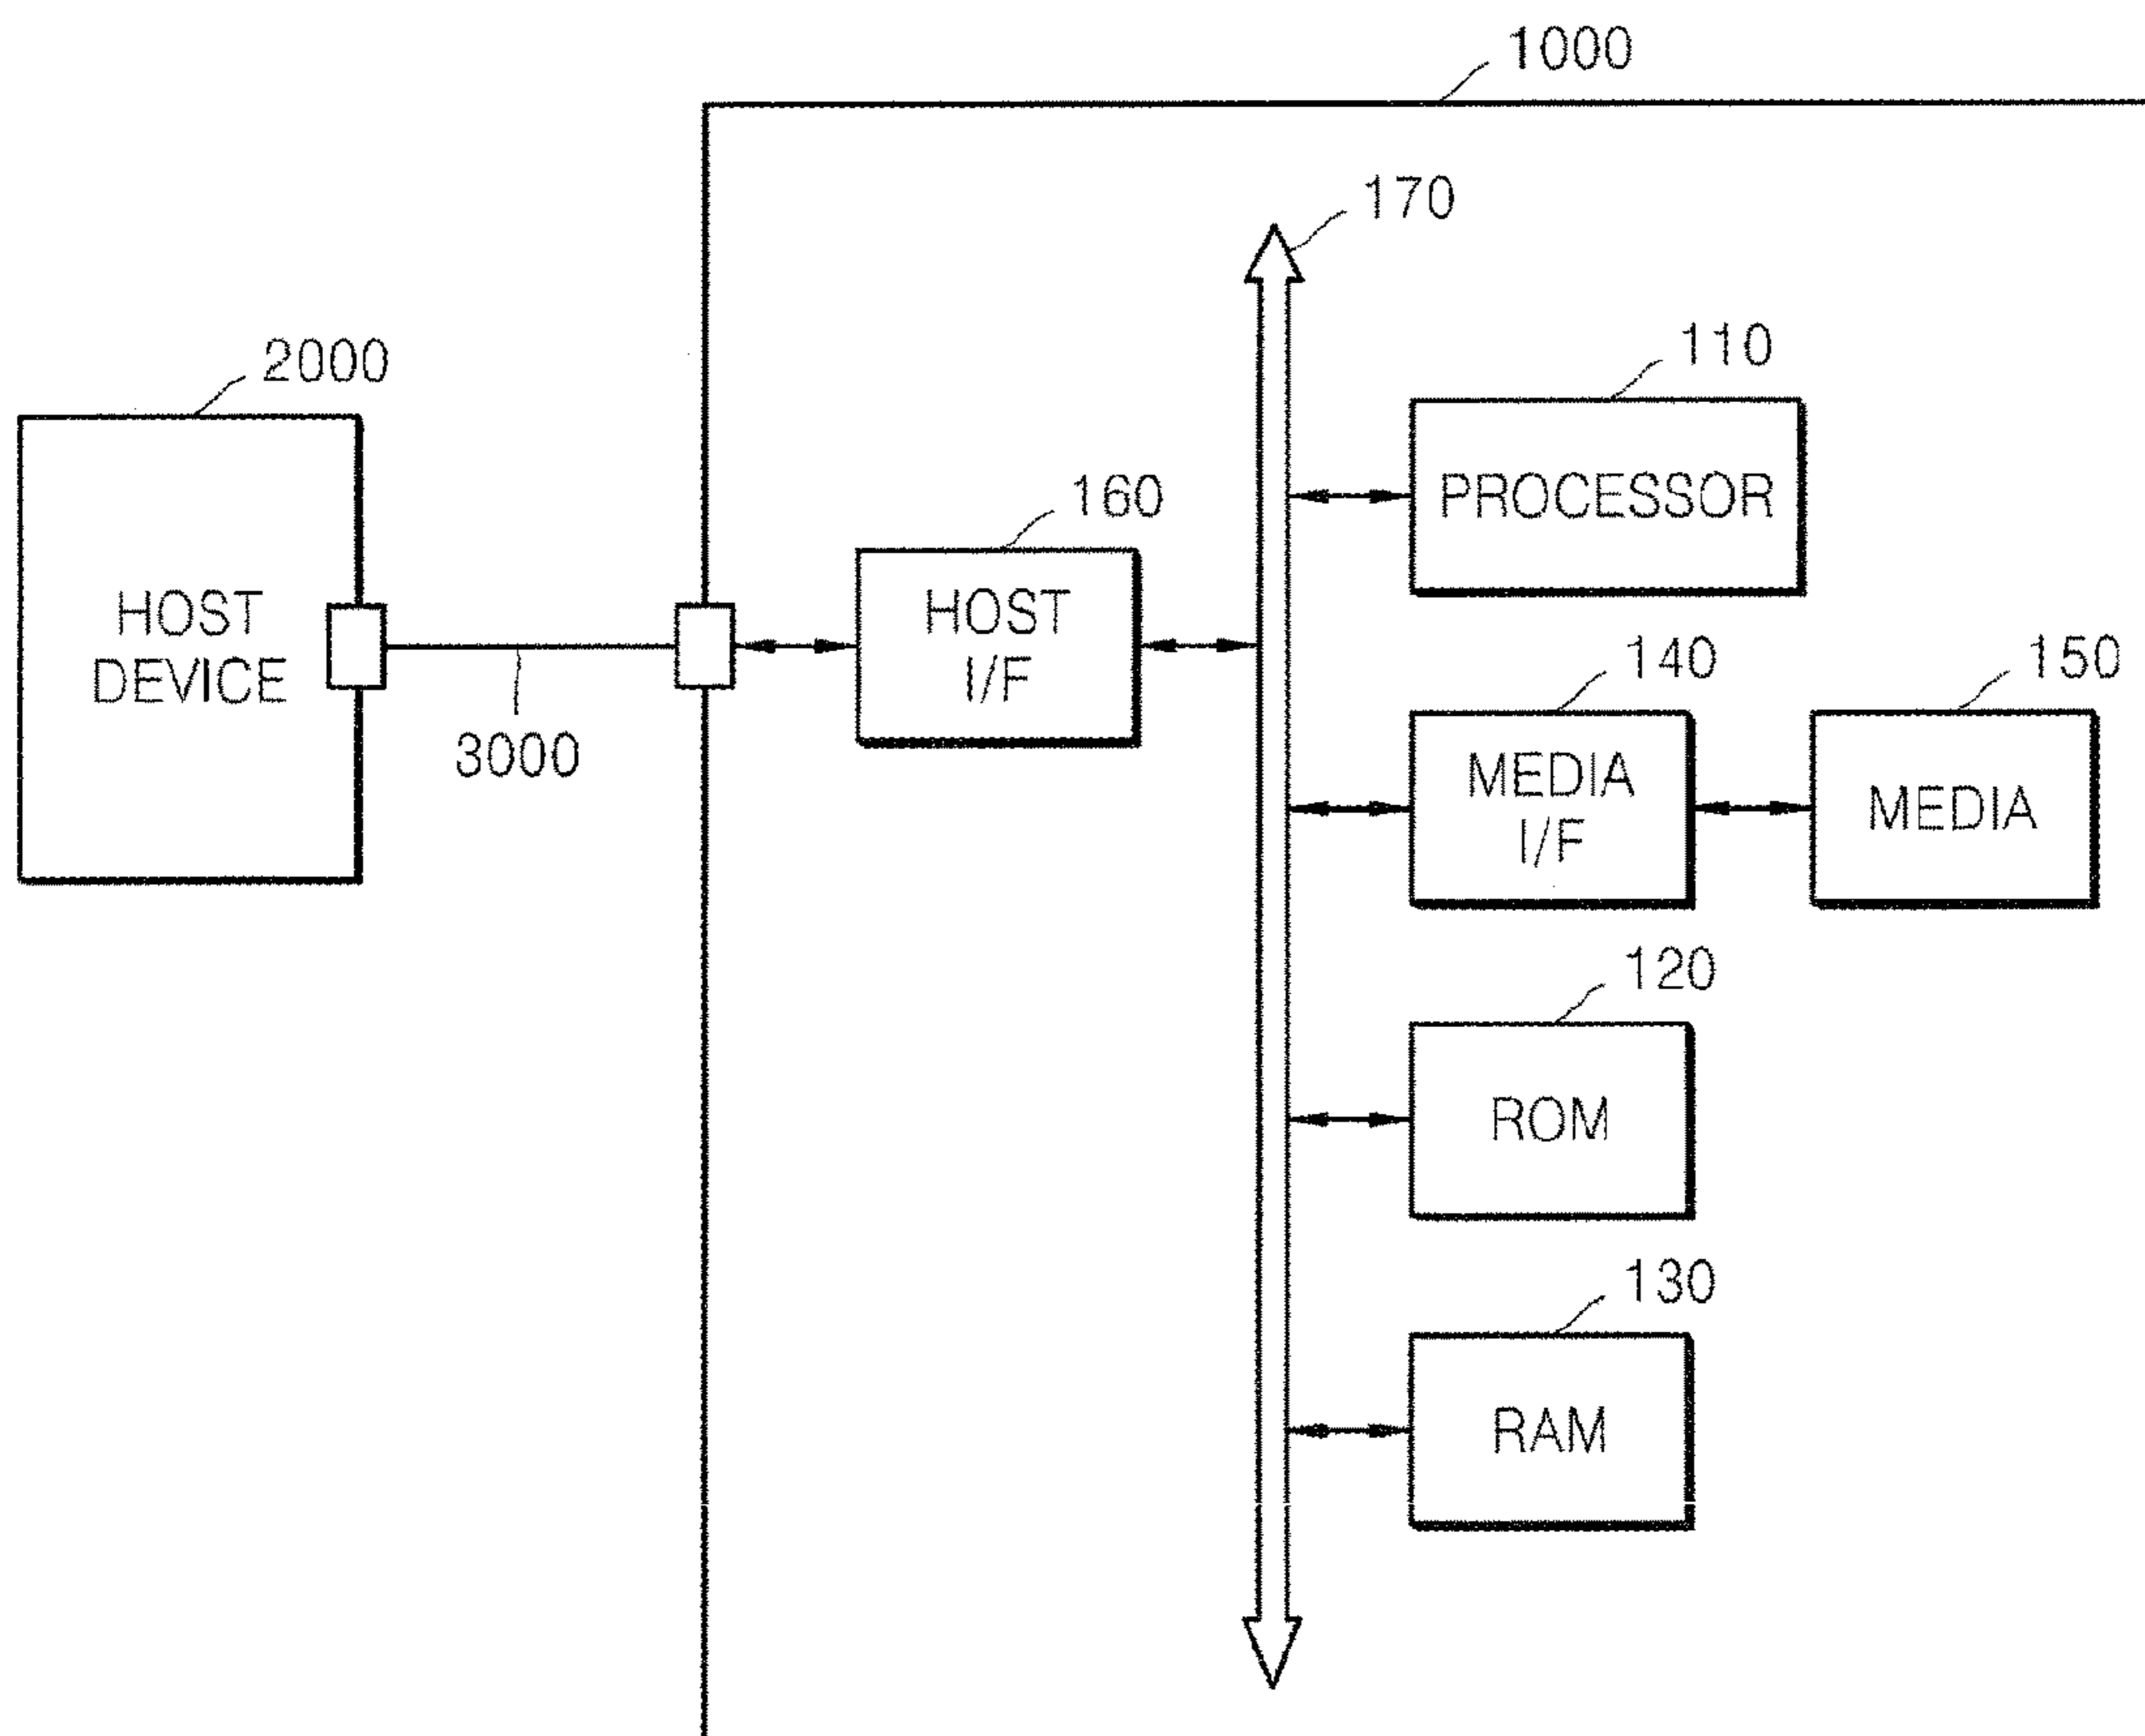 1000
170
2000
110
160
PROCESSOR
HOST
DEVICE
HOST
I/F
3000
140
150
MEDIA
I/F
MEDIA
120
ROM
130
RAM